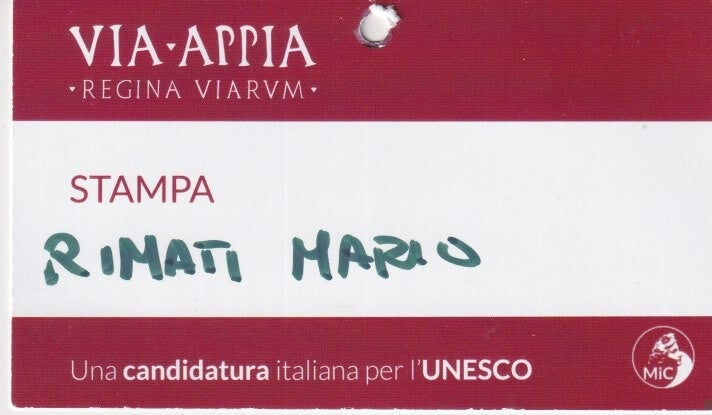 VIA·APPIA
·REGINA VIARVM·
STAMPA
RIMATI MARIO
Una candidatura italiana per l'UNESCO
MiC